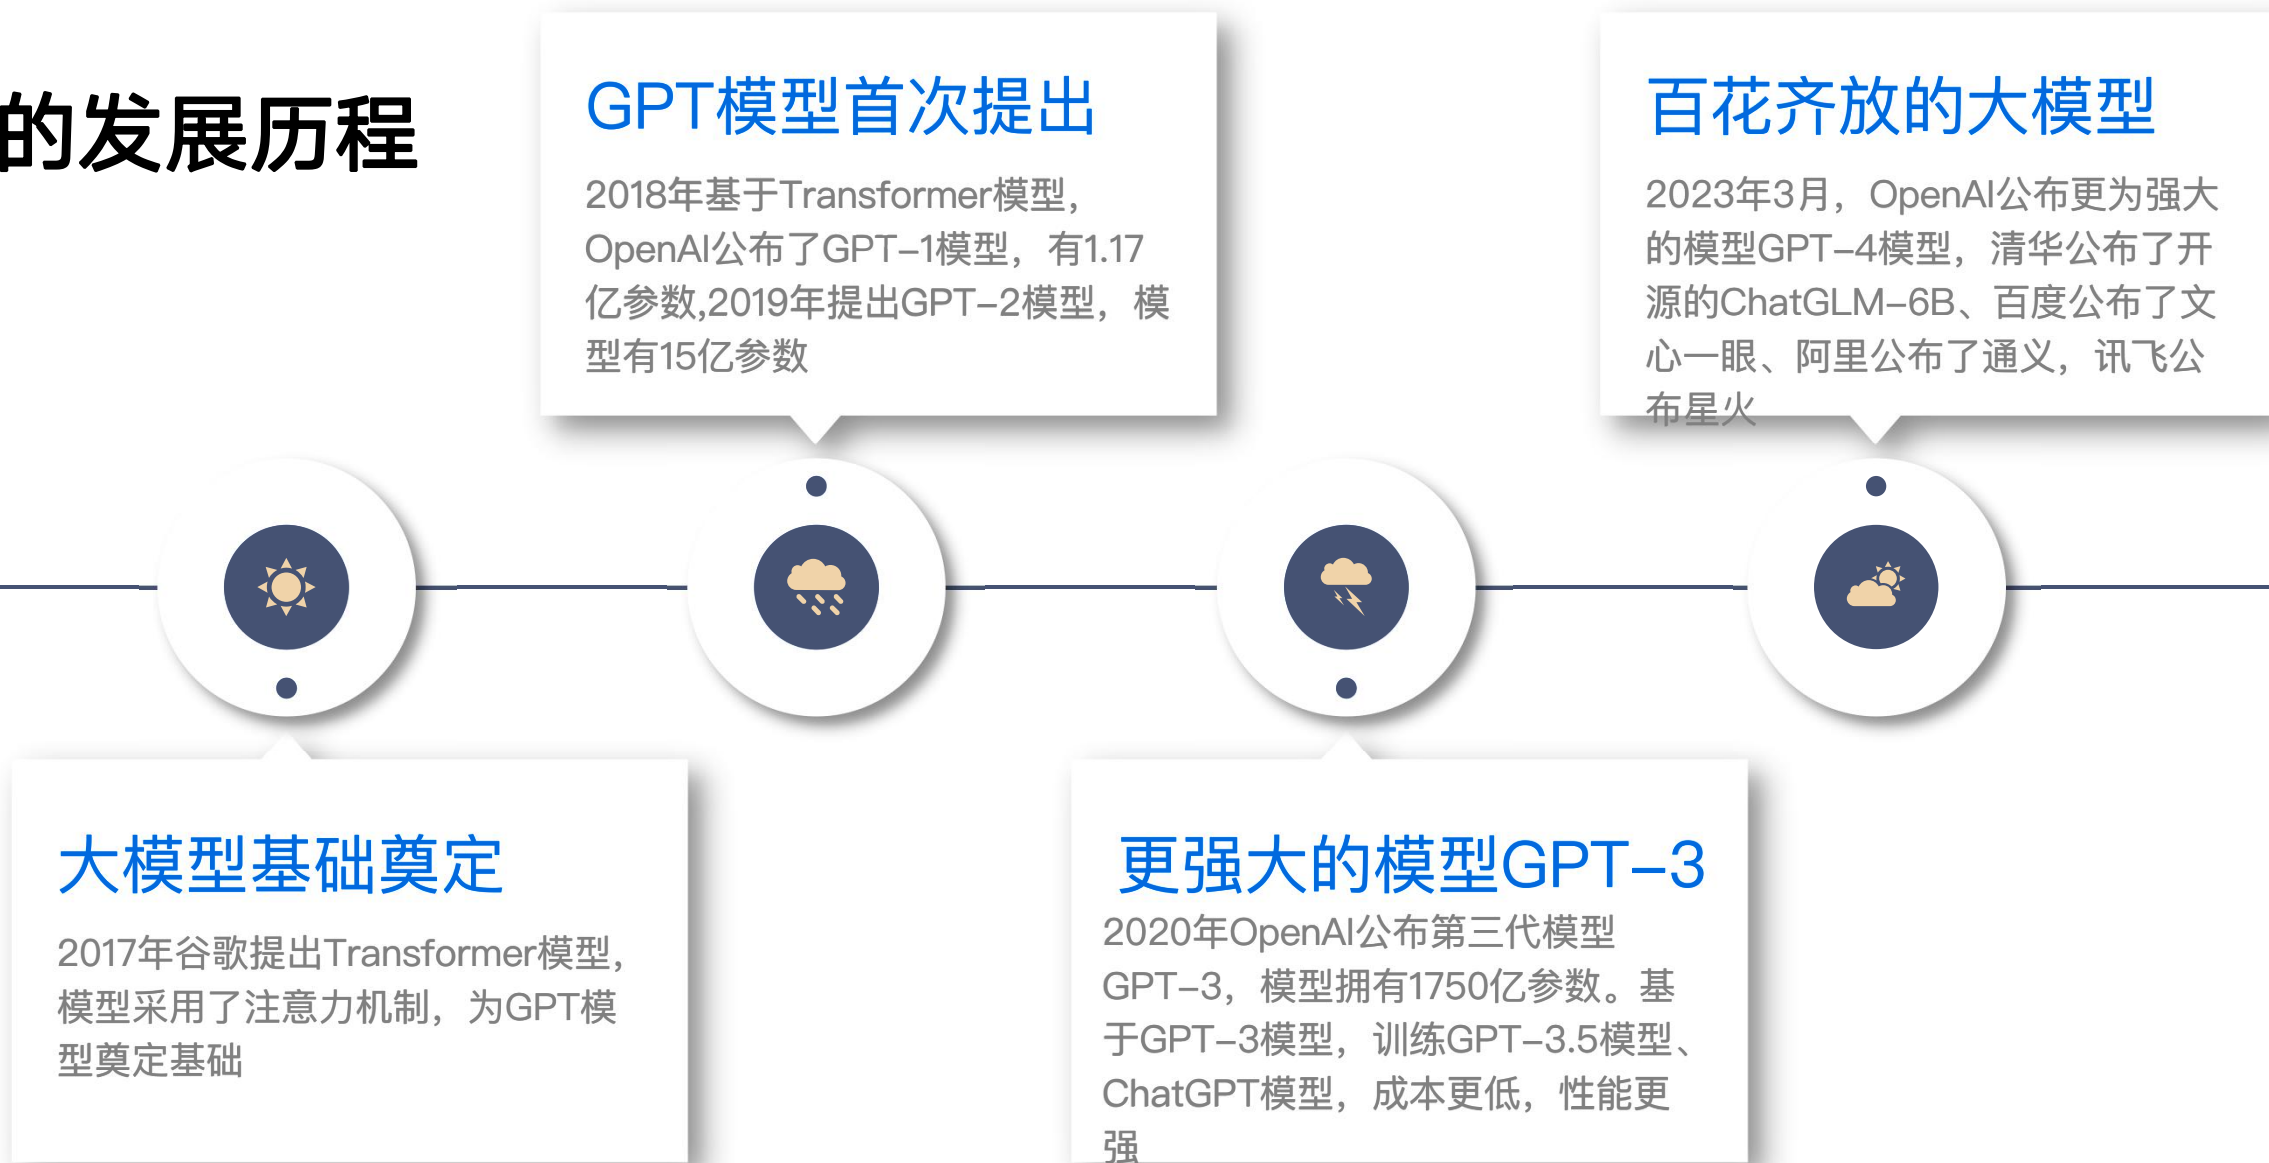 的发展历程
GPT模型首次提出
2018年基于Transformer模型，
OpenAI公布了GPT-1模型，有1.17
亿参数,2019年提出GPT-2模型，模
型有15亿参数
百花齐放的大模型
2023年3月，OpenAI公布更为强大
的模型GPT-4模型，清华公布了开
源的ChatGLM-6B、百度公布了文
心一眼、阿里公布了通义，讯飞公
布星火
大模型基础奠定
2017年谷歌提出Transformer模型，
模型采用了注意力机制，为GPT模
型奠定基础
更强大的模型GPT-3
2020年OpenAI公布第三代模型
GPT-3，模型拥有1750亿参数。基
于GPT-3模型，训练GPT-3.5模型、
ChatGPT模型，成本更低，性能更
强